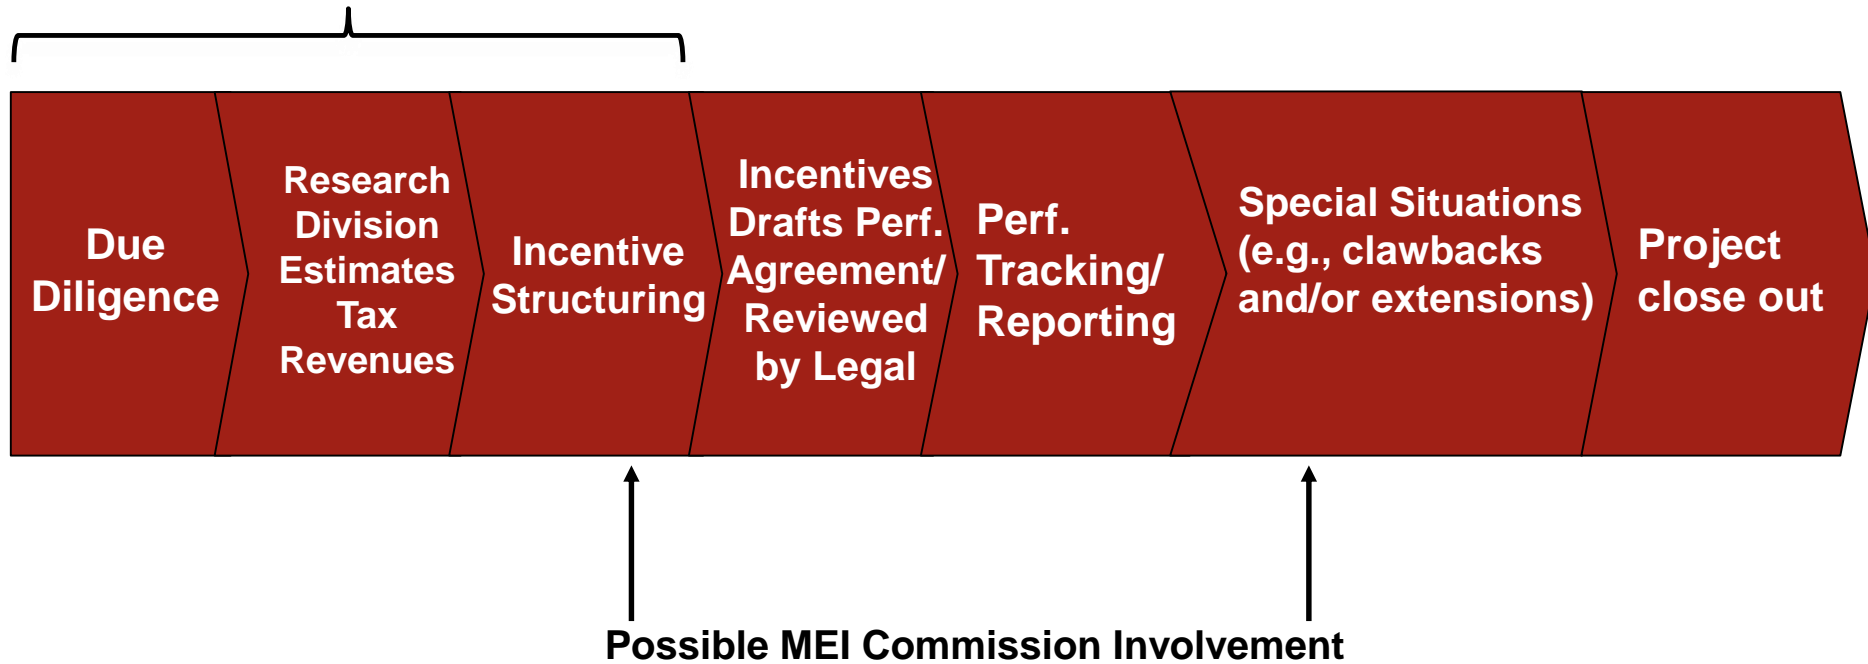 Due
Diligence
Research
Division
Estimates
Tax
Revenues
Incentive
Structuring
Incentives
Drafts Perf.
Agreement/
Reviewed
by Legal
Perf.
Tracking/
Reporting
Special Situations
(e.g., clawbacks
and/or extensions)
Project
close out
Possible MEI Commission Involvement